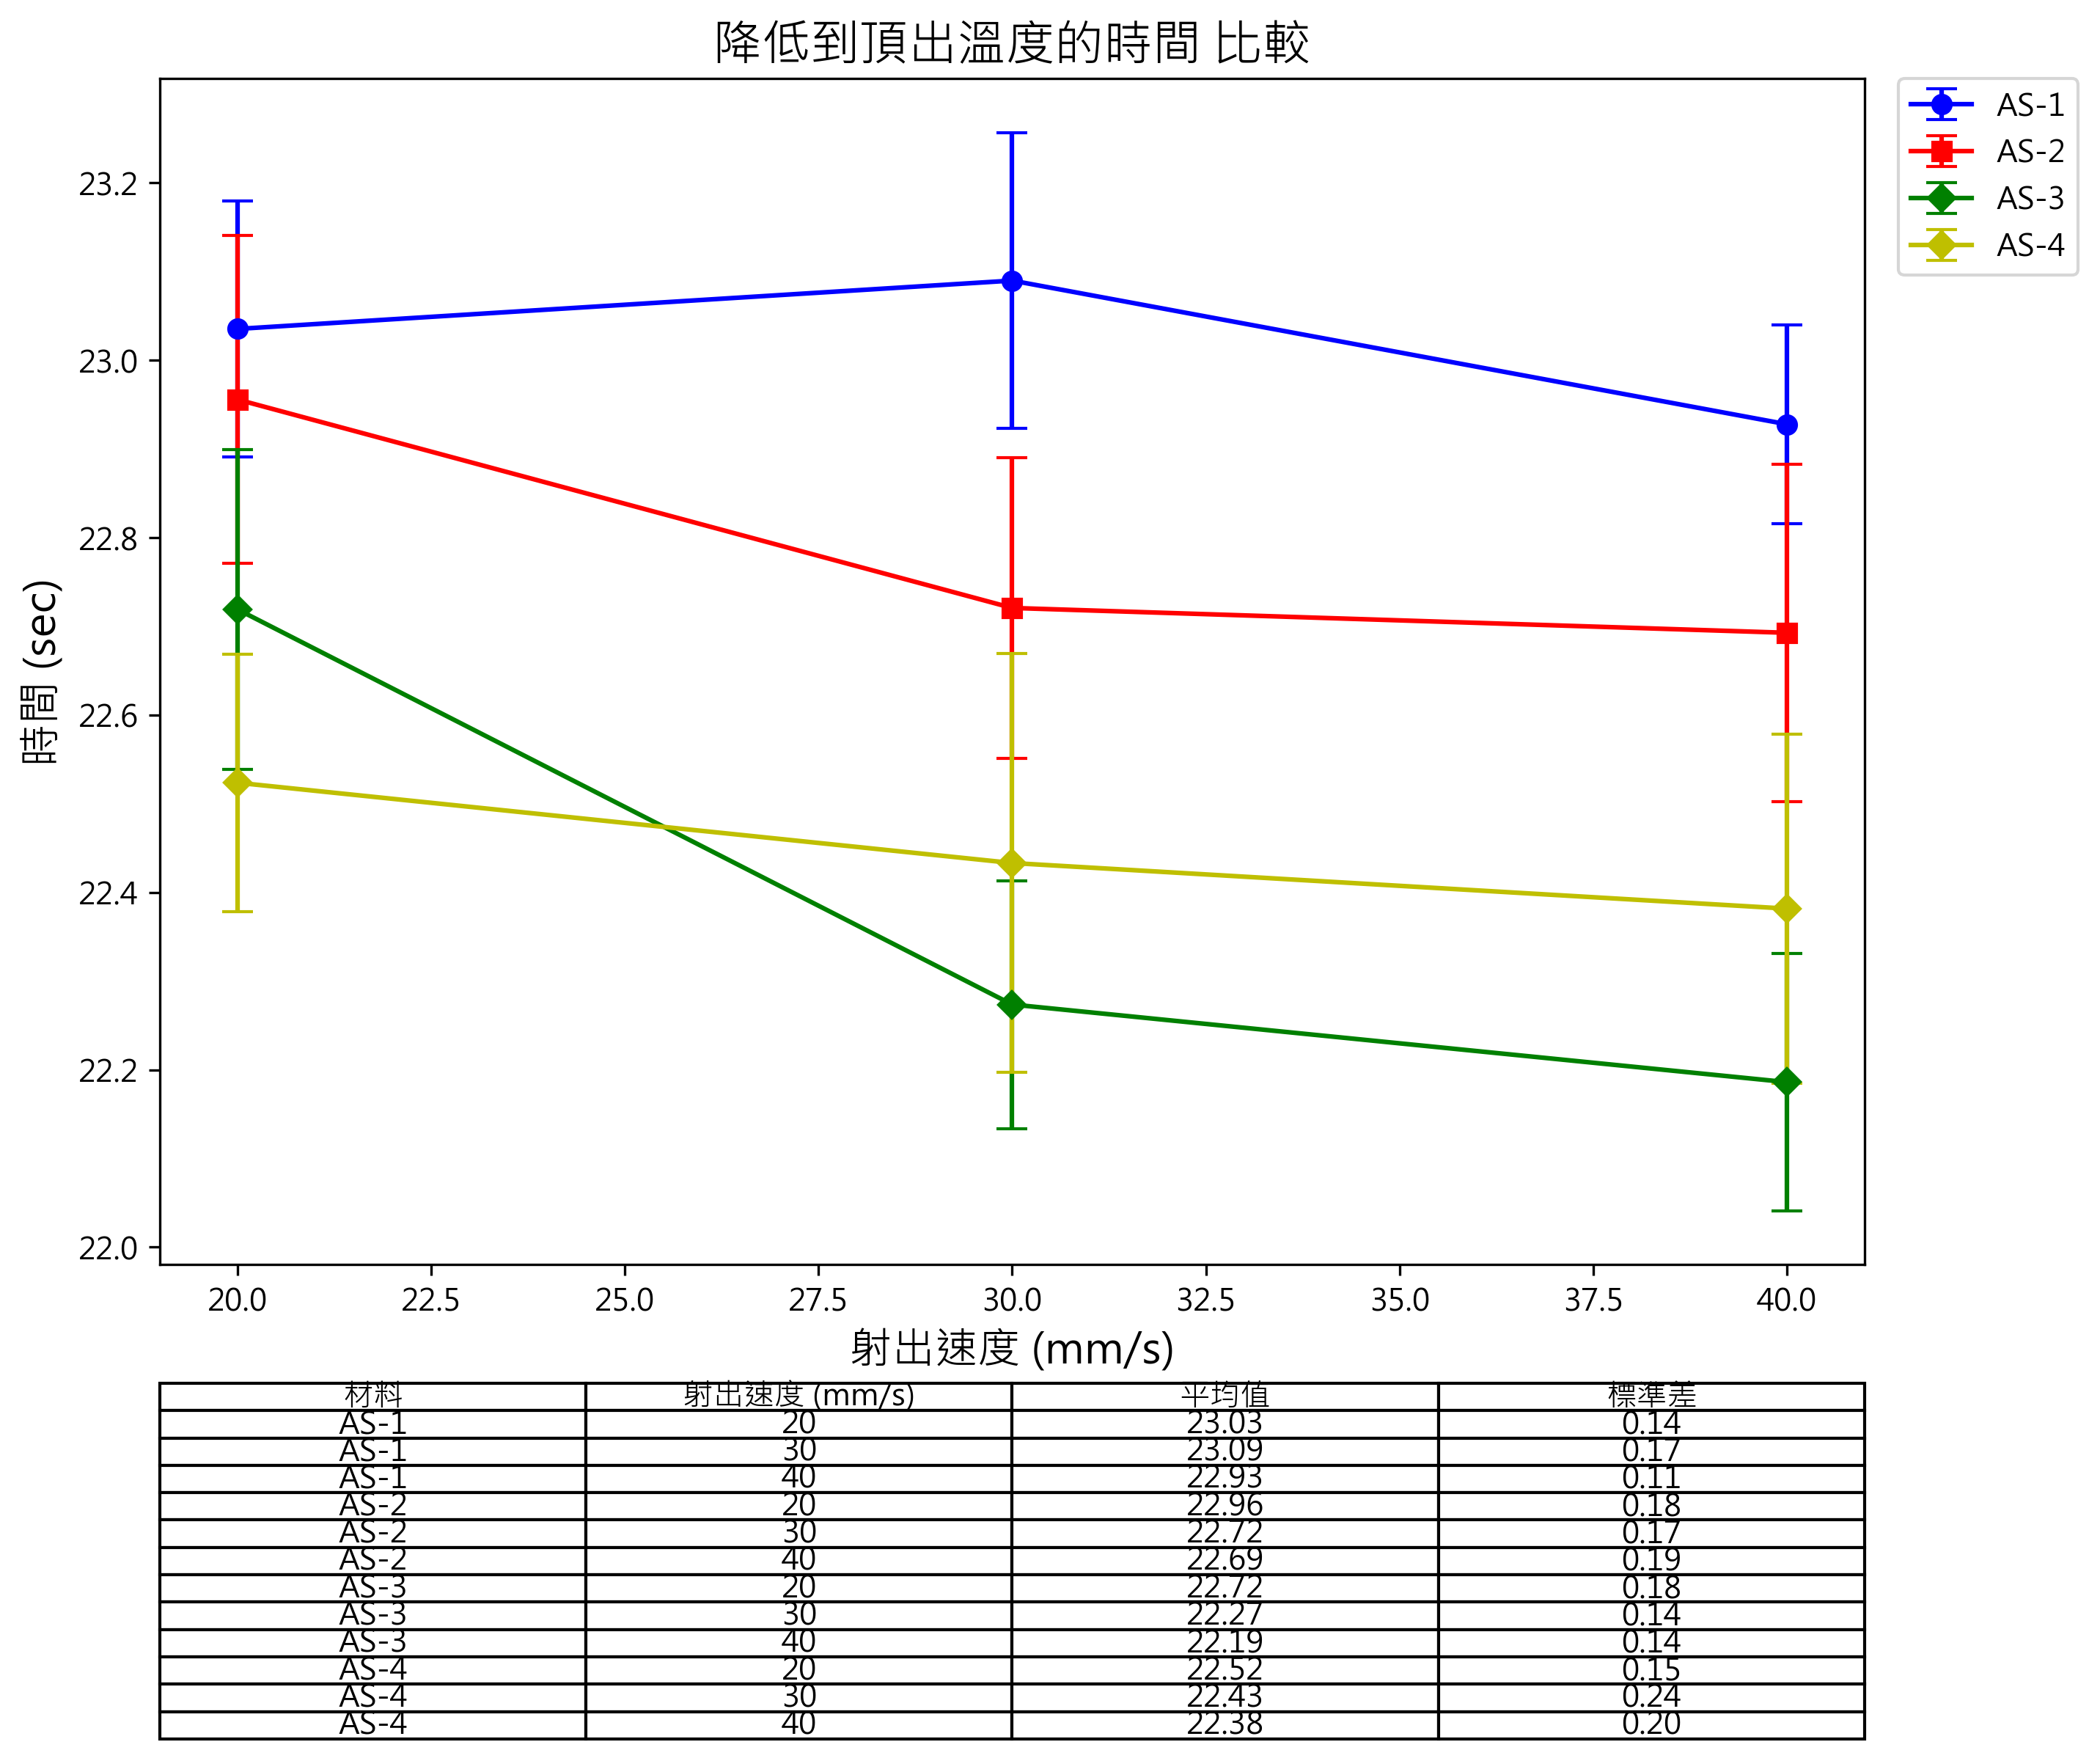 降低到頂出溫度的時間 比較
AS-1
AS-2
AS-3
AS-4
時間 (sec)
23.2
23.0
22.8
22.6
22.4
22.2
22.0
20.0 22.5 25.0 27.5 30.0 32.5 35.0 37.5 40.0
射出速度 (mm/s)
材料 射出速度 (mm/s) 平均值 標準差
AS-1 20 23.03 0.14
AS-1 30 23.09 0.17
AS-1 40 22.93 0.11
AS-2 20 22.96 0.18
AS-2 30 22.72 0.17
AS-2 40 22.69 0.19
AS-3 20 22.72 0.18
AS-3 30 22.27 0.14
AS-3 40 22.19 0.14
AS-4 20 22.52 0.15
AS-4 30 22.43 0.24
AS-4 40 22.38 0.20